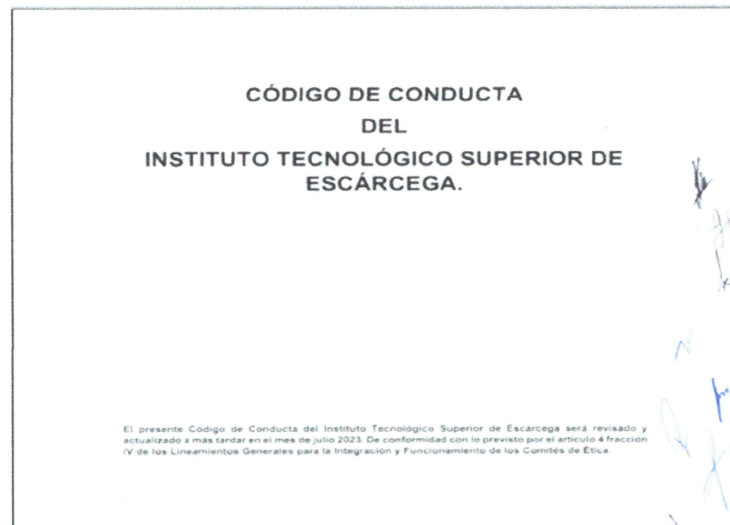 CÓDIGO DE CONDUCTA
DEL
INSTITUTO TECNOLÓGICO SUPERIOR DE
ESCÁRCEGA.
El presente Código de Conducta del Instituto Tecnológico Superior de Escárcega será revisado y
actualizado a más tardar en el mes de julio 2023. De conformidad con lo previsto por el artículo 4 fracción
IV de los Lineamientos Generales para la Integración y Funcionamiento de los Comités de Ética.